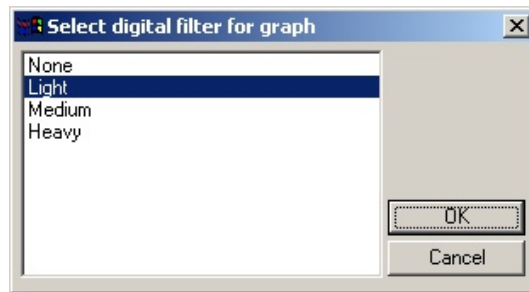 Select digital filter for graph
None
Light
Medium
Heavy
OK
Cancel